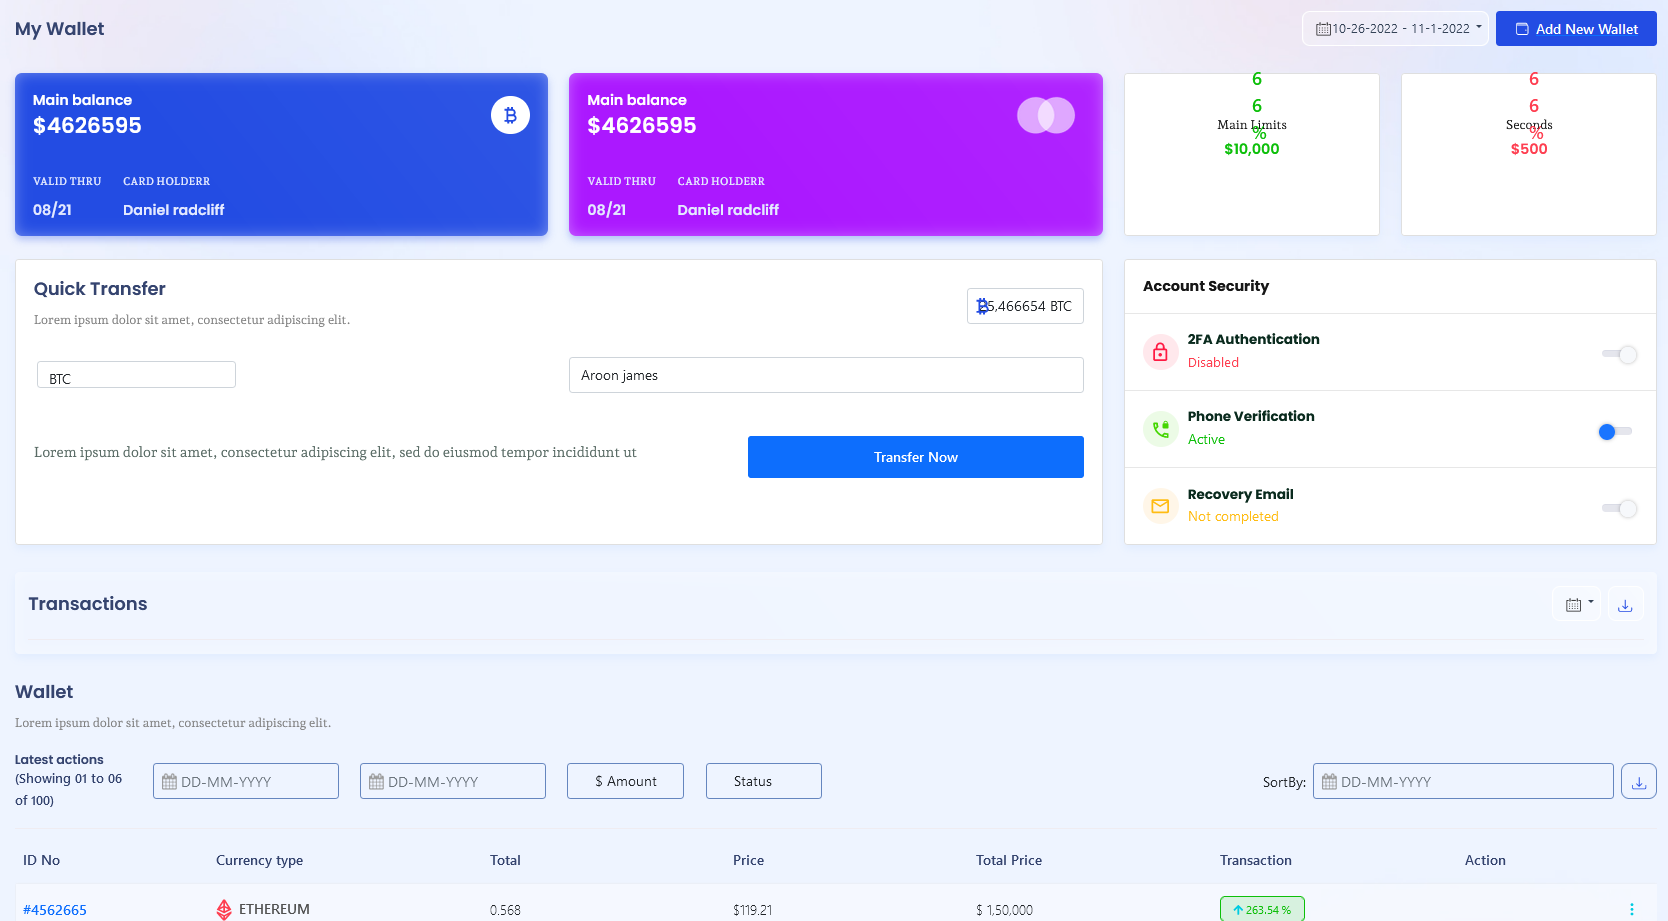 My Wallet
10-26-2022 - 11-1-2022
Add New Wallet
Main balance
$4626595
VALID THRU CARD HOLDERR
08/21 Daniel radcliff
Main balance
$4626595
VALID THRU CARD HOLDERR
08/21 Daniel radcliff
6
6
%
Main Limits
$10,000
6
6
%
Seconds
$500
Quick Transfer
Lorem ipsum dolor sit amet, consectetur adipiscing elit.
5,466654 BTC
BTC
Aroon james
Lorem ipsum dolor sit amet, consectetur adipiscing elit, sed do eiusmod tempor incididunt ut
Transfer Now
Account Security
2FA Authentication
Disabled
Phone Verification
Active
Recovery Email
Not completed
Transactions
Wallet
Lorem ipsum dolor sit amet, consectetur adipiscing elit.
Latest actions
(Showing 01 to 06
of 100)
DD-MM-YYYY
DD-MM-YYYY
$ Amount
Status
SortBy:
DD-MM-YYYY
ID No Currency type Total Price Total Price Transaction Action
#4562665 ETHEREUM 0.568 $119.21 $ 1,50,000 263.54 %